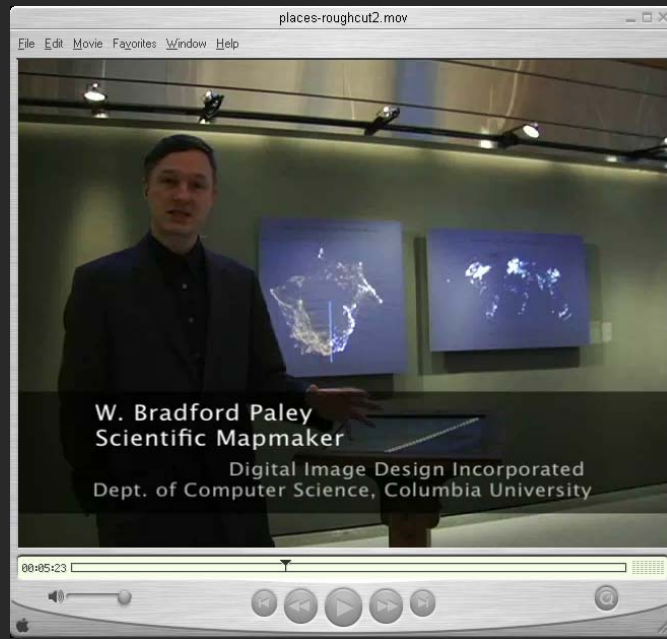 places-roughcut2.mov
File Edit Movie Favorites Window Help
W. Bradford Paley
Scientific Mapmaker
Digital Image Design Incorporated
Dept. of Computer Science, Columbia University
00:05:23